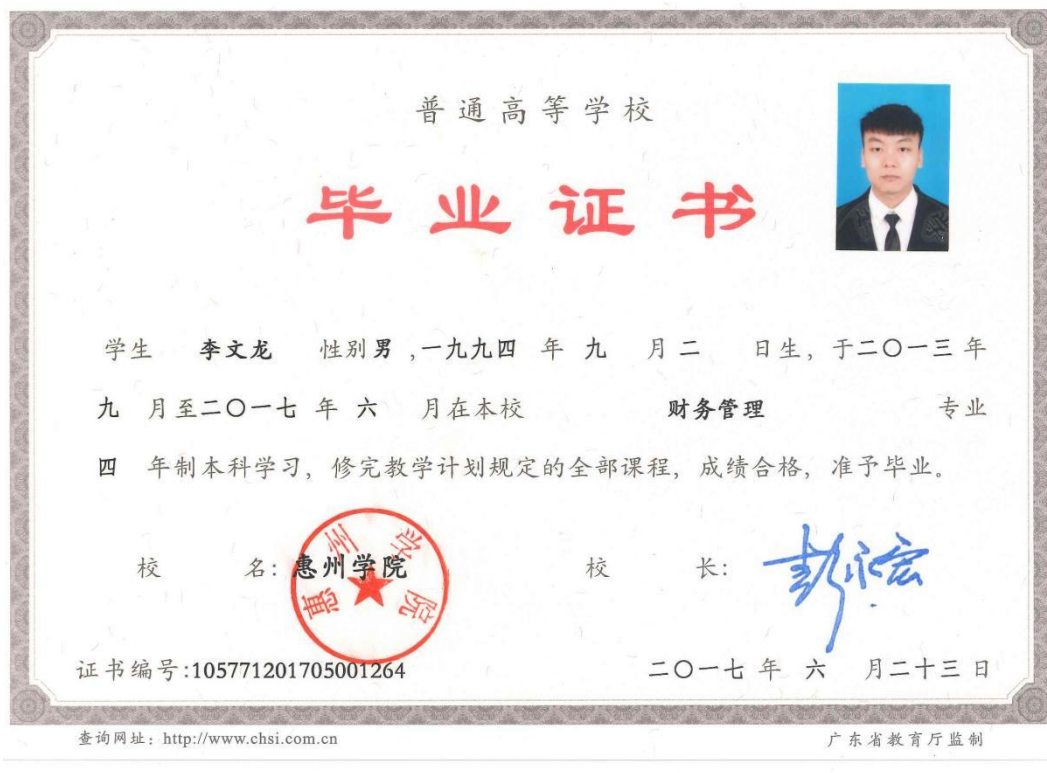 普通高等学校
毕业证书
学生 李文龙 性别男,一九九四 年 九 月二 日生,于二〇一三年
九 月至二〇一七 年 六 月在本校 财务管理 专业
四 年制本科学习,修完教学计划规定的全部课程,成绩合格,准予毕业。
校 名:惠州学院 校 长:彭永宏
惠州学院
证书编号:105771201705001264 二〇一七 年 六 月二十三日
查询网址:http://www.chsi.com.cn 广东省教育厅监制